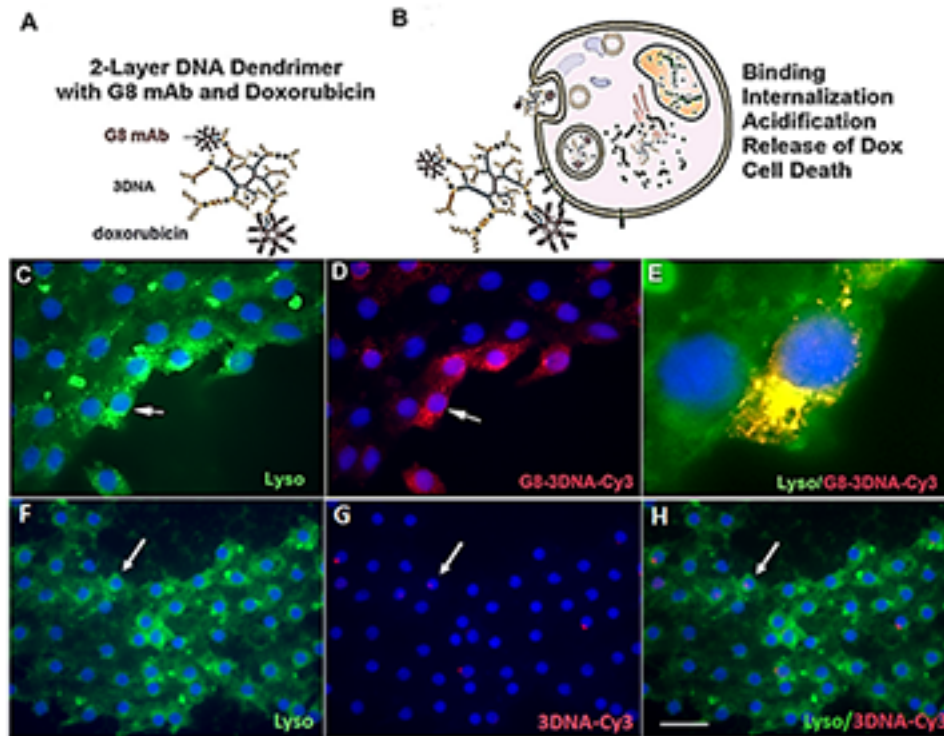 A
2-Layer DNA Dendrimer
with G8 mAb and Doxorubicin
G8 mAb
3DNA
doxorubicin
B
Binding
Internalization
Acidification
Release of Dox
Cell Death
C
Lyso
D
G8-3DNA-Cy3
E
Lyso/G8-3DNA-Cy3
F
Lyso
G
3DNA-Cy3
H
Lyso/3DNA-Cy3